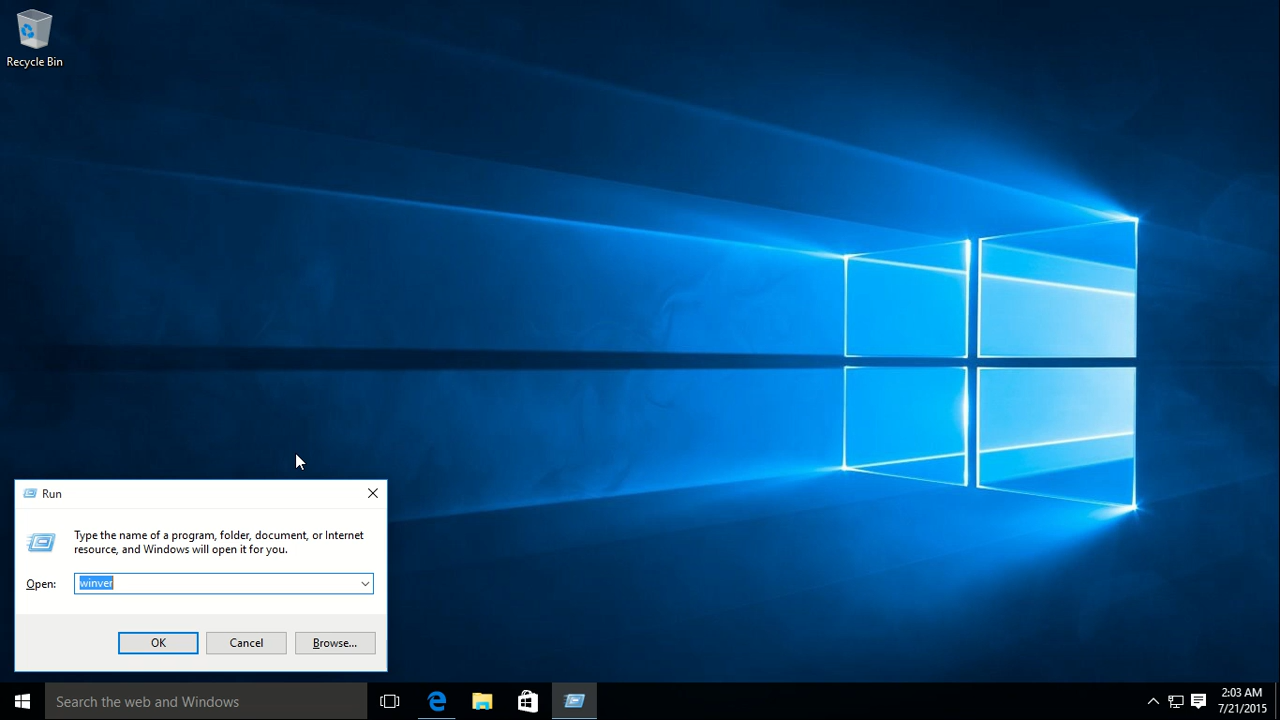 Recycle Bin
Run
Type the name of a program, folder, document, or Internet
resource, and Windows will open it for you.
Open: winver
OK Cancel Browse...
Search the web and Windows
2:03 AM
7/21/2015